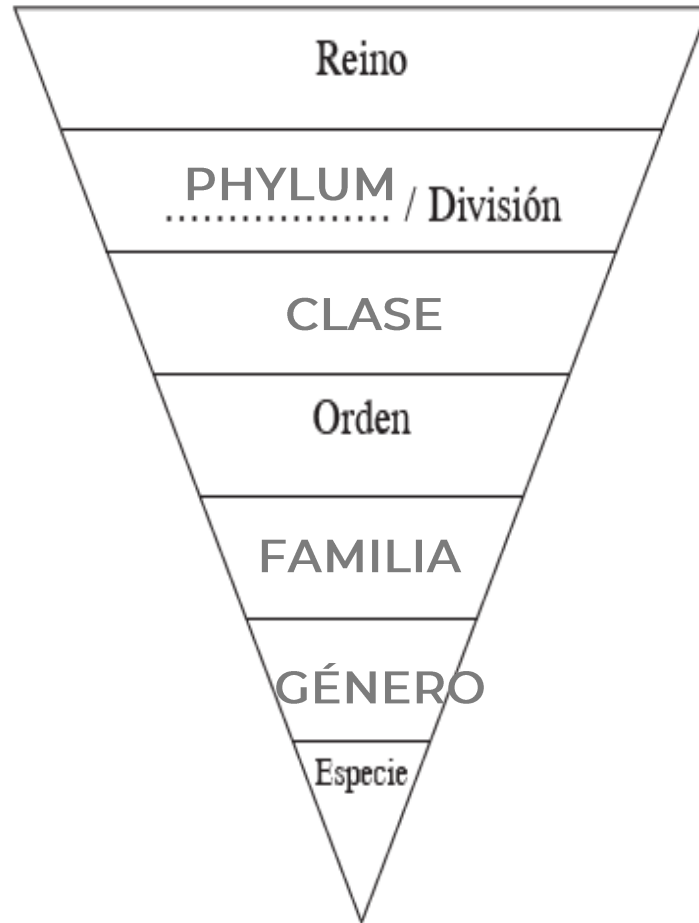 Reino
PHYLUM
.................. / División
CLASE
Orden
FAMILIA
GÉNERO
Especie